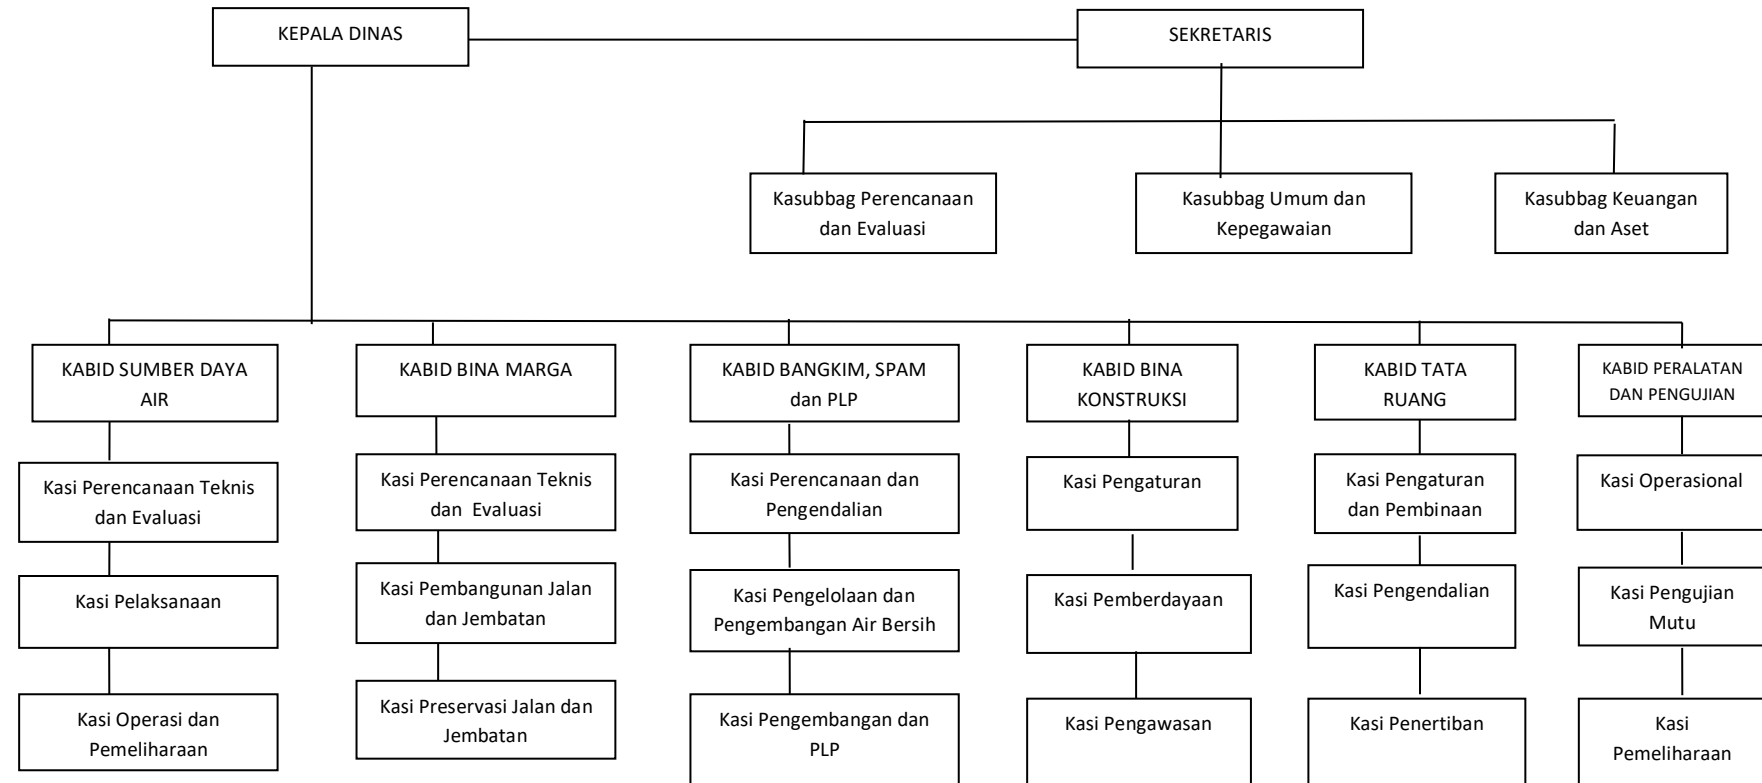 KEPALA DINAS
SEKRETARIS
Kasubbag Perencanaan
dan Evaluasi
Kasubbag Umum dan
Kepegawaian
Kasubbag Keuangan
dan Aset
KABID SUMBER DAYA
AIR
KABID BINA MARGA
KABID BANGKIM, SPAM
dan PLP
KABID BINA
KONSTRUKSI
KABID TATA
RUANG
KABID PERALATAN
DAN PENGUJIAN
Kasi Perencanaan Teknis
dan Evaluasi
Kasi Perencanaan Teknis
dan Evaluasi
Kasi Perencanaan dan
Pengendalian
Kasi Pengaturan
Kasi Pengaturan
dan Pembinaan
Kasi Operasional
Kasi Pelaksanaan
Kasi Pembangunan Jalan
dan Jembatan
Kasi Pengelolaan dan
Pengembangan Air Bersih
Kasi Pemberdayaan
Kasi Pengendalian
Kasi Pengujian
Mutu
Kasi Operasi dan
Pemeliharaan
Kasi Preservasi Jalan dan
Jembatan
Kasi Pengembangan dan
PLP
Kasi Pengawasan
Kasi Penertiban
Kasi
Pemeliharaan